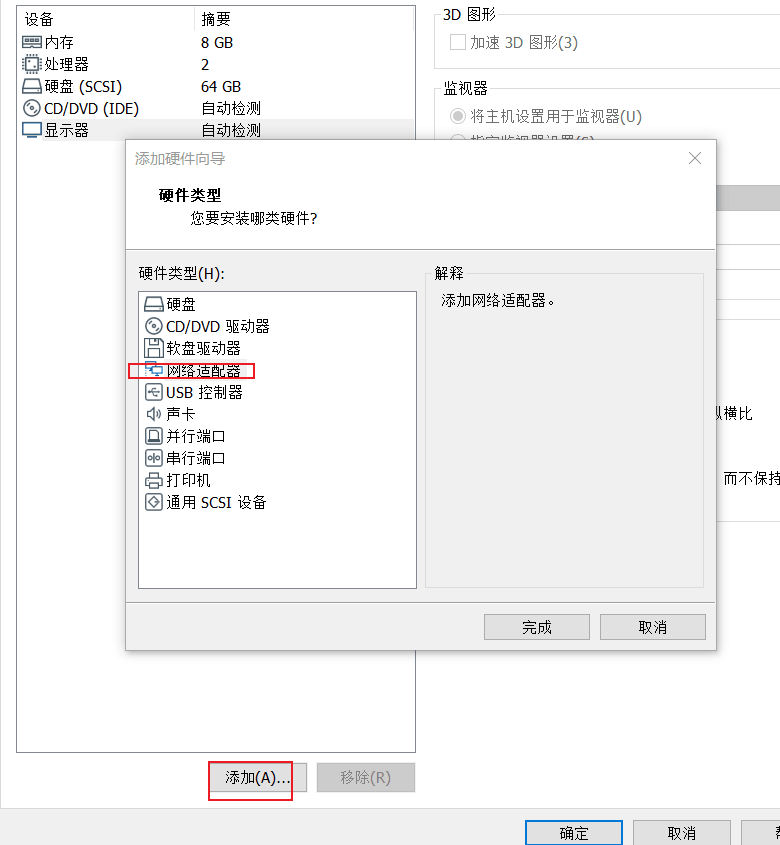 设备 摘要
内存 8 GB
处理器 2
硬盘 (SCSI) 64 GB
CD/DVD (IDE) 自动检测
显示器 自动检测
3D 图形
加速 3D 图形(3)
监视器
将主机设置用于监视器(U)
添加硬件向导
硬件类型
您要安装哪类硬件?
硬件类型(H):
硬盘
CD/DVD 驱动器
软盘驱动器
网络适配器
USB 控制器
声卡
并行端口
串行端口
打印机
通用 SCSI 设备
解释
添加网络适配器。
横比
而不保持
完成 取消
添加(A)... 移除(R)
确定 取消